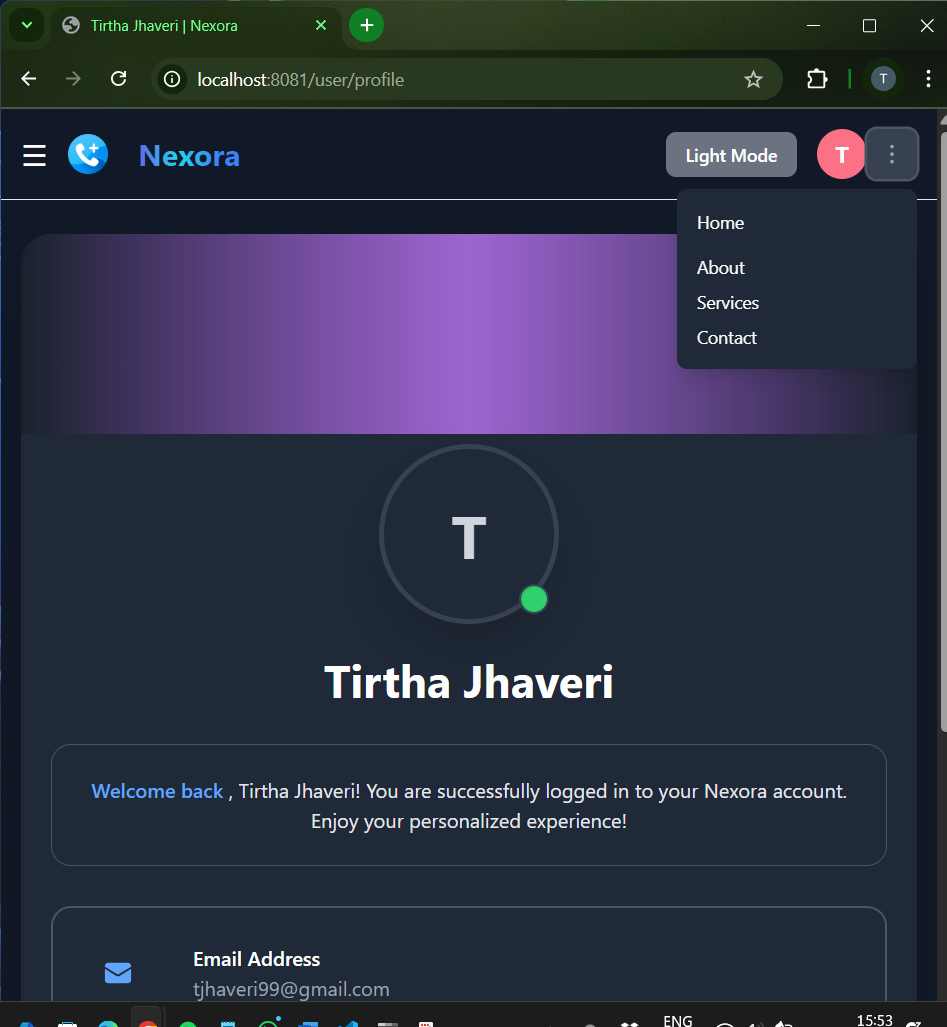 Tirtha Jhaveri | Nexora
localhost:8081/user/profile
T
Nexora
Light Mode
T
Home
About
Services
Contact
T
Tirtha Jhaveri
Welcome back , Tirtha Jhaveri! You are successfully logged in to your Nexora account.
Enjoy your personalized experience!
Email Address
tjhaveri99@gmail.com
ENG
15:53